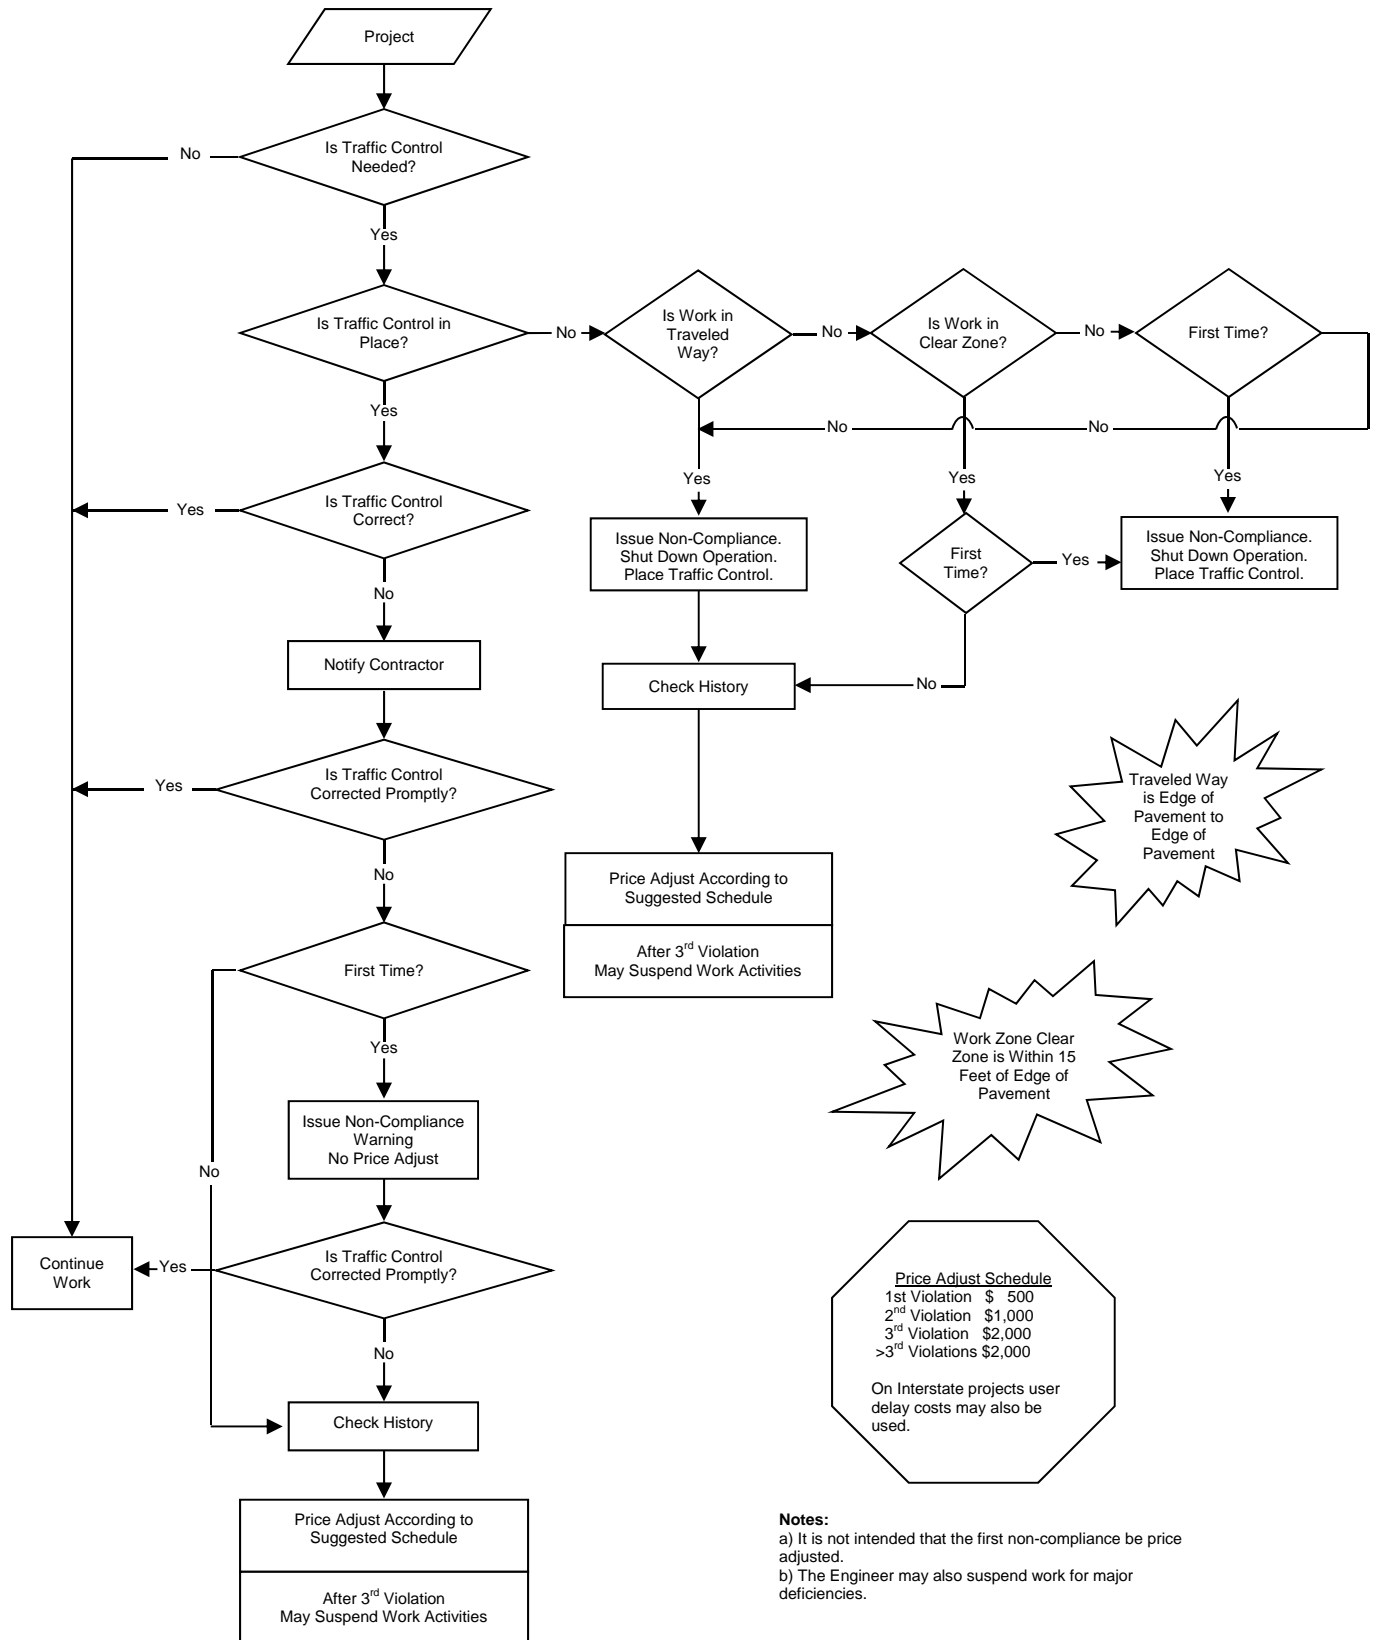 Project
Is Traffic Control
Needed?
No
Yes
Is Traffic Control in
Place?
No
Is Work in
Traveled
Way?
No
Is Work in
Clear Zone?
No
First Time?
Yes
No
No
Is Traffic Control
Correct?
Yes
Yes
Yes
Yes
Issue Non-Compliance.
Shut Down Operation.
Place Traffic Control.
First
Time?
Yes
Issue Non-Compliance.
Shut Down Operation.
Place Traffic Control.
No
Notify Contractor
Check History
No
Is Traffic Control
Corrected Promptly?
Yes
Traveled Way
is Edge of
Pavement to
Edge of
Pavement
No
Price Adjust According to
Suggested Schedule
After 3rd Violation
May Suspend Work Activities
First Time?
Yes
Work Zone Clear
Zone is Within 15
Feet of Edge of
Pavement
Issue Non-Compliance
Warning
No Price Adjust
No
Is Traffic Control
Corrected Promptly?
Yes
Continue
Work
Price Adjust Schedule
1st Violation $ 500
2nd Violation $1,000
3rd Violation $2,000
>3rd Violations $2,000
On Interstate projects user
delay costs may also be
used.
No
Check History
Price Adjust According to
Suggested Schedule
After 3rd Violation
May Suspend Work Activities
Notes:
a) It is not intended that the first non-compliance be price
adjusted.
b) The Engineer may also suspend work for major
deficiencies.